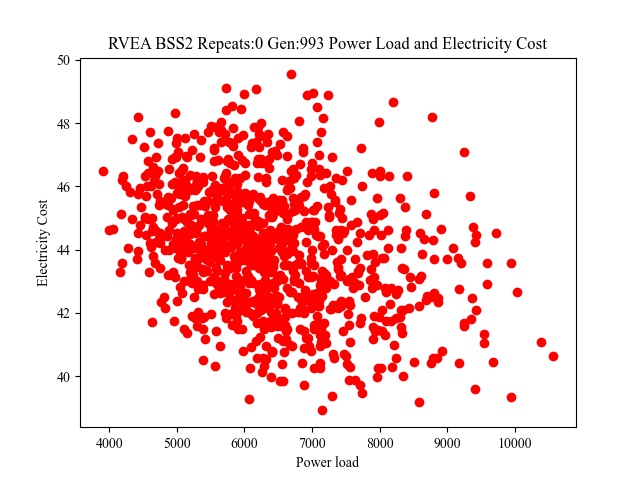 RVEA BSS2 Repeats:0 Gen:993 Power Load and Electricity Cost
50
48
46
44
42
40
Electricity Cost
4000 5000 6000 7000 8000 9000 10000
Power load